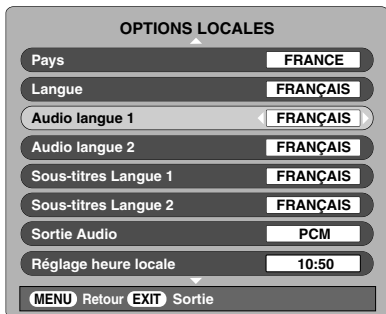 OPTIONS LOCALES
Pays FRANCE
Langue FRANÇAIS
Audio langue 1 FRANÇAIS
Audio langue 2 FRANÇAIS
Sous-titres Langue 1 FRANÇAIS
Sous-titres Langue 2 FRANÇAIS
Sortie Audio PCM
Réglage heure locale 10:50
MENU Retour EXIT Sortie